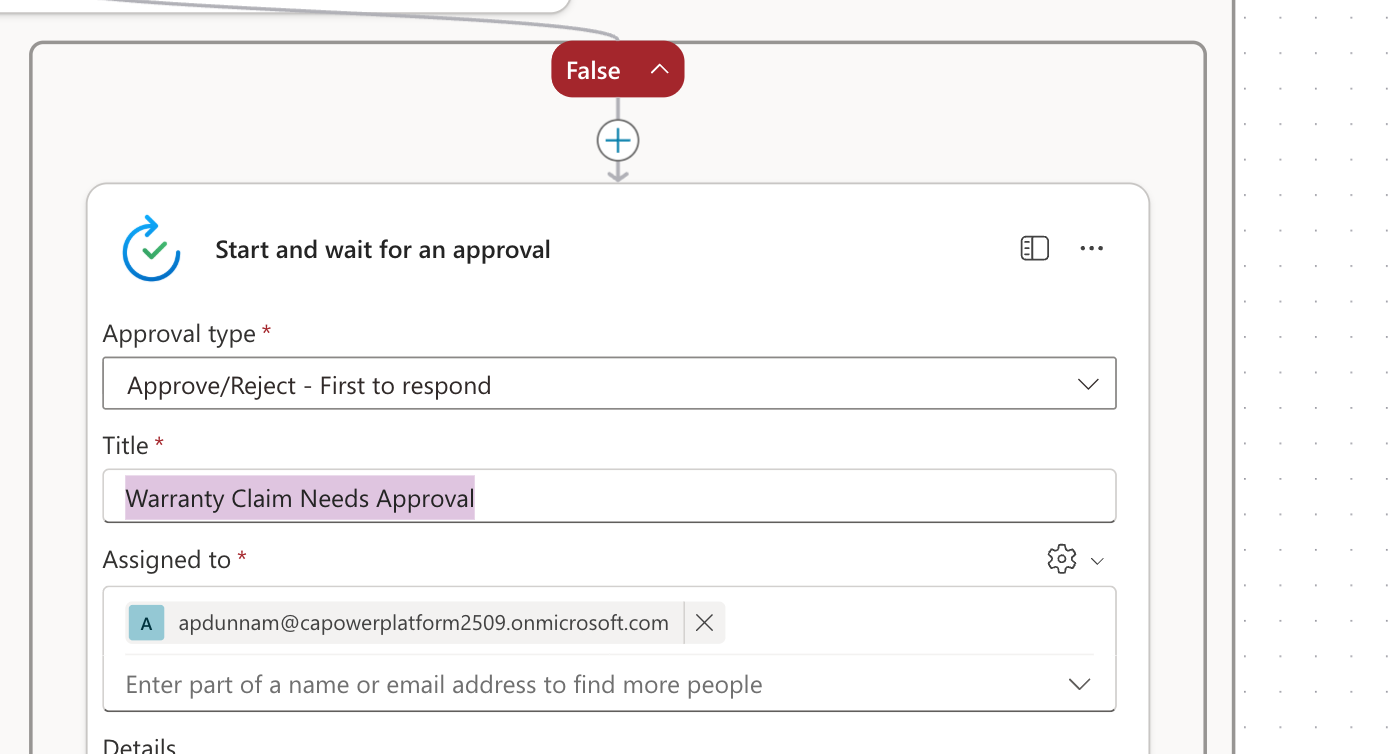 False
Start and wait for an approval
Approval type *
Approve/Reject - First to respond
Title *
Warranty Claim Needs Approval
Assigned to *
A apdunnam@capowerplatform2509.onmicrosoft.com
Enter part of a name or email address to find more people
Details